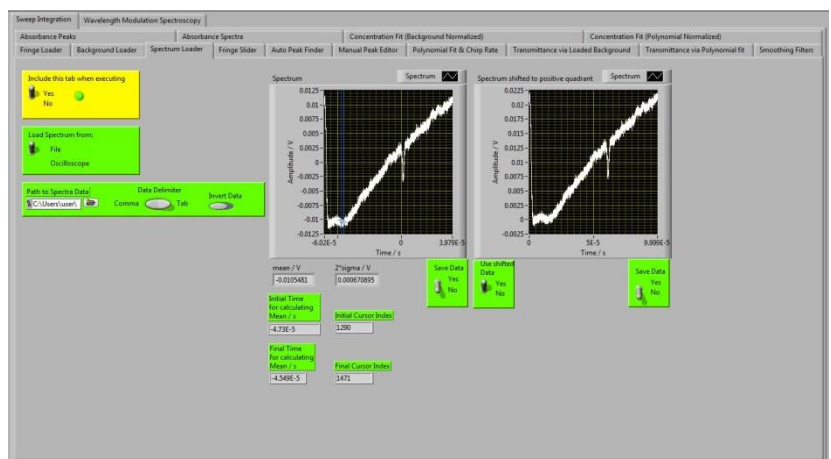 Sweep Integration Wavelength Modulation Spectroscopy
Absorbance Peaks Absorbance Spectra Concentration Fit (Background Normalized) Concentration Fit (Polynomial Normalized)
Fringe Loader Background Loader Spectrum Loader Fringe Slider Auto Peak Finder Manual Peak Editor Polynomial Fit & Chirp Rate Transmittance via Loaded Background Transmittance via Polynomial fit Smoothing Filters
Include this tab when executing
Yes
No
Load Spectrum from:
File
Oscilloscope
Path to Spectra Data
C:\Users\user\
Data Delimiter
Comma Tab
Invert Data
Spectrum Spectrum
0.0125
0.01
0.0075
0.005
0.0025
0
-0.0025
-0.005
-0.0075
-0.01
-0.0125
Amplitude / V
-6.02E-5 0 3.979E-5
Time / s
Spectrum shifted to positive quadrant Spectrum
0.0225
0.02
0.0175
0.015
0.0125
0.01
0.0075
0.005
0.0025
0
-0.0025
Amplitude / V
0 5E-5 9.999E-5
Time / s
mean / V
-0.0105481
2*sigma / V
0.000670895
Save Data
Yes
No
Use shifted
Data
Yes
No
Save Data
Yes
No
Initial Time
for calculating
Mean / s
-4.73E-5
Initial Cursor Index
1290
Final Time
for calculating
Mean / s
-4.549E-5
Final Cursor Index
1471